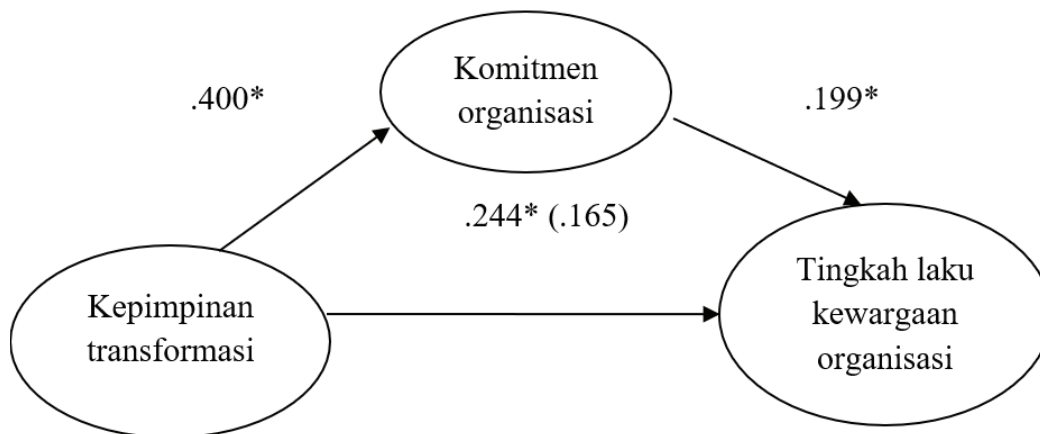 Komitmen
organisasi
.400*
.199*
.244* (.165)
Kepimpinan
transformasi
Tingkah laku
kewargaan
organisasi